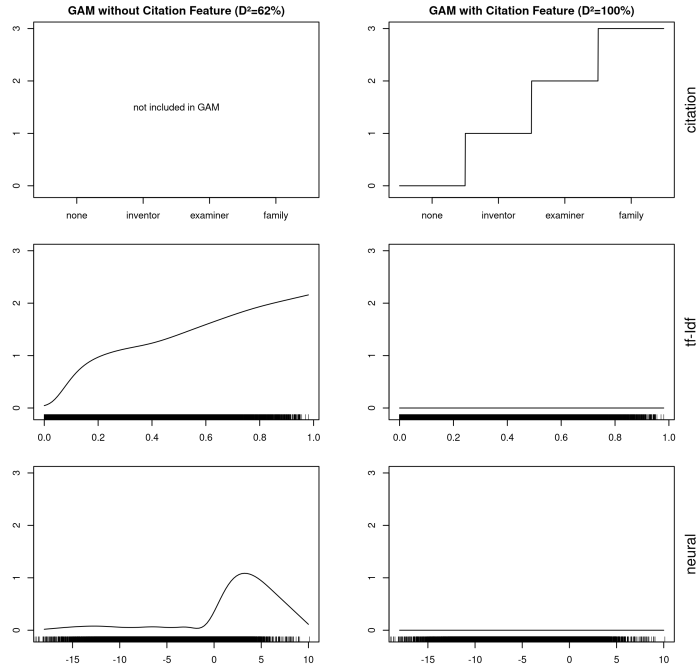 GAM without Citation Feature (D²=62%)
GAM with Citation Feature (D²=100%)
3
2
1
0
not included in GAM
none inventor examiner family
3
2
1
0
none inventor examiner family
citation
3
2
1
0
0.0 0.2 0.4 0.6 0.8 1.0
3
2
1
0
0.0 0.2 0.4 0.6 0.8 1.0
tf-Idf
3
2
1
0
-15 -10 -5 0 5 10
3
2
1
0
-15 -10 -5 0 5 10
neural